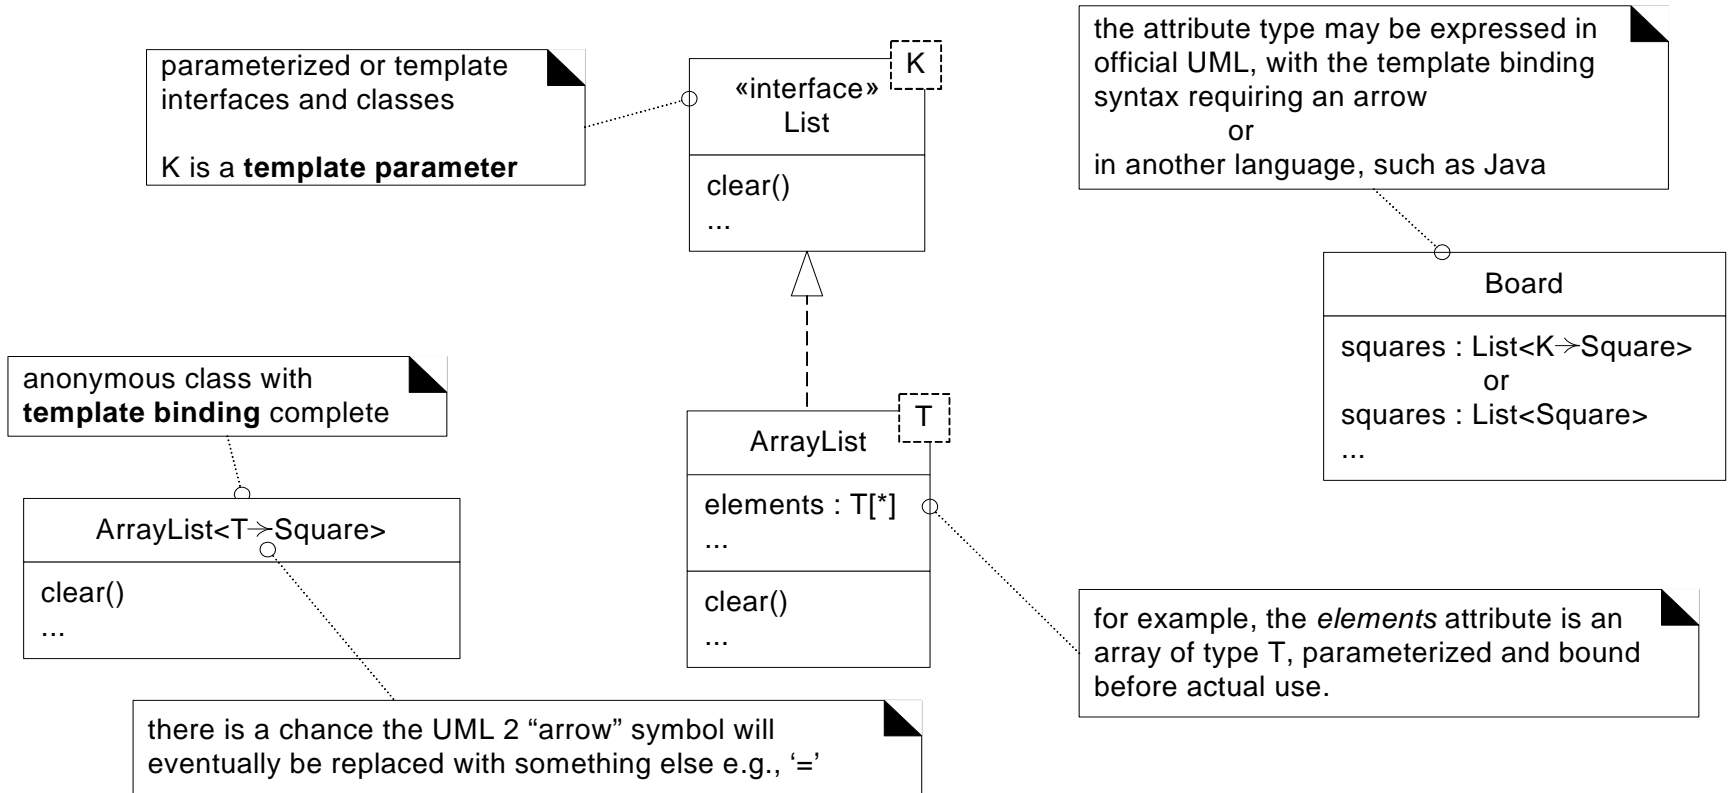 parameterized or template
interfaces and classes
K is a template parameter
K
«interface»
List
clear()
...
the attribute type may be expressed in
official UML, with the template binding
syntax requiring an arrow
or
in another language, such as Java
Board
squares : List<K➣Square>
or
squares : List<Square>
...
anonymous class with
template binding complete
ArrayList<T➣Square>
clear()
...
T
ArrayList
elements : T[*]
...
clear()
...
for example, the elements attribute is an
array of type T, parameterized and bound
before actual use.
there is a chance the UML 2 “arrow” symbol will
eventually be replaced with something else e.g., ‘=’